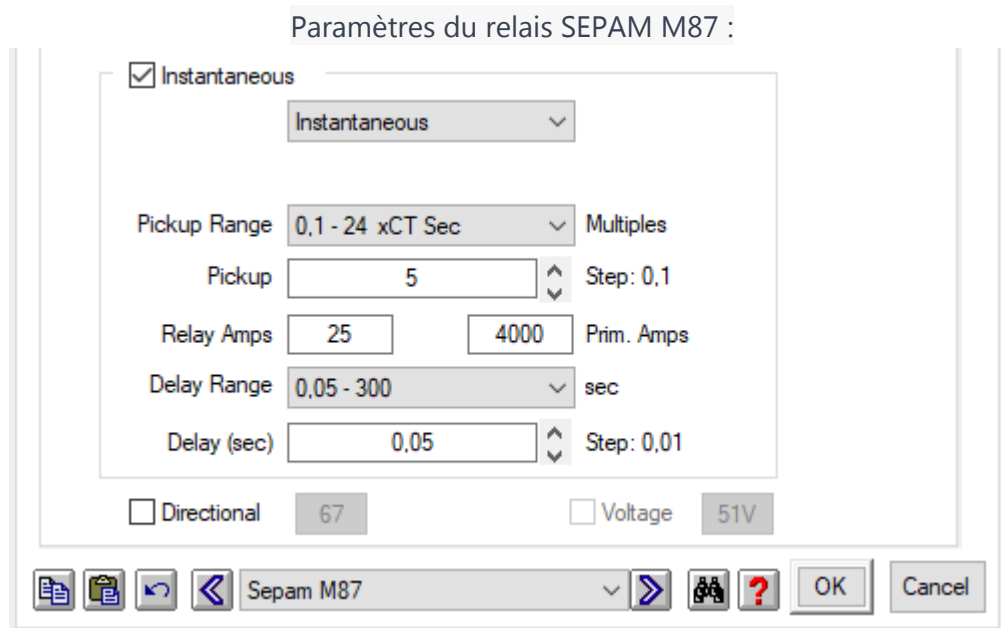 Paramètres du relais SEPAM M87 :
Instantaneous
Instantaneous
Pickup Range 0,1 - 24 xCT Sec Multiples
Pickup 5 Step: 0,1
Relay Amps 25 4000 Prim. Amps
Delay Range 0,05 - 300 sec
Delay (sec) 0,05 Step: 0,01
Directional 67 Voltage 51V
Sepam M87 ? OK Cancel